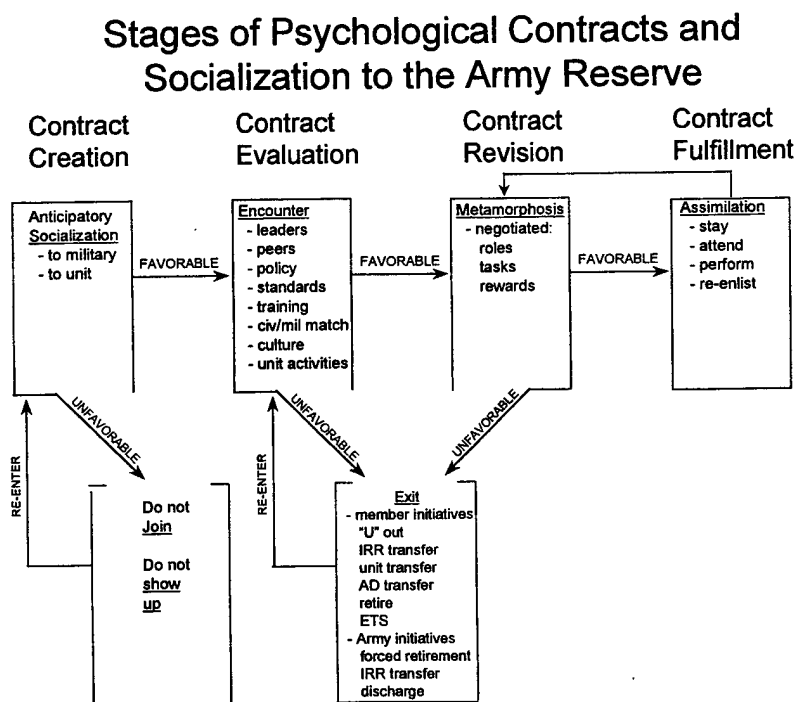 Stages of Psychological Contracts and
Socialization to the Army Reserve
Contract
Creation
Contract
Evaluation
Contract
Revision
Contract
Fulfillment
Anticipatory
Socialization
- to military
- to unit
FAVORABLE
Encounter
- leaders
- peers
- policy
- standards
- training
- civ/mil match
- culture
- unit activities
FAVORABLE
Metamorphosis
- negotiated:
roles
tasks
rewards
FAVORABLE
Assimilation
- stay
- attend
- perform
- re-enlist
RE-ENTER
UNFAVORABLE
RE-ENTER
UNFAVORABLE
UNFAVORABLE
Do not
Join
Do not
show
up
Exit
- member initiatives
"U" out
IRR transfer
unit transfer
AD transfer
retire
ETS
- Army initiatives
forced retirement
IRR transfer
discharge